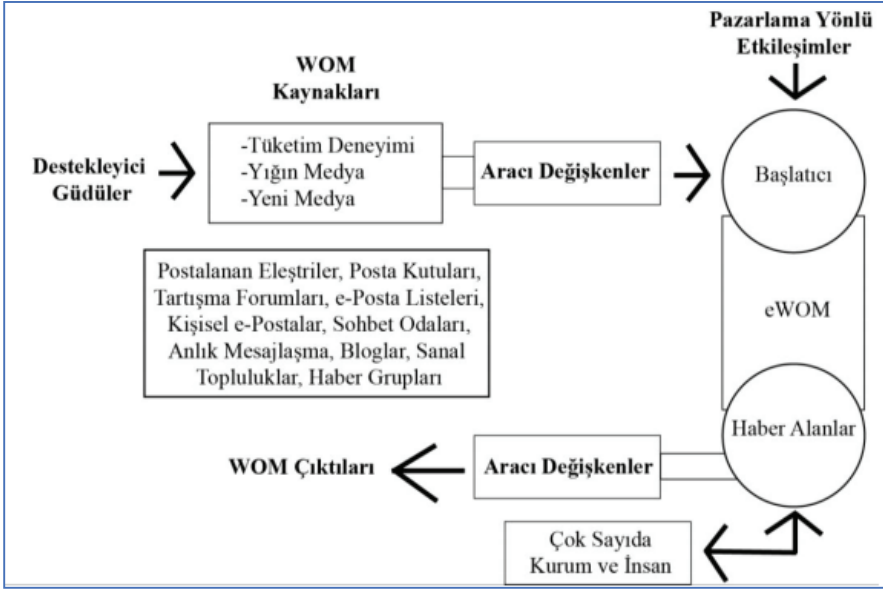 Pazarlama Yönlü
Etkileşimler
WOM
Kaynakları
Destekleyici
Güdüler
-Tüketim Deneyimi
-Yığın Medya
-Yeni Medya
Aracı Değişkenler
Başlatıcı
Postalanan Eleştriler, Posta Kutuları,
Tartışma Forumları, e-Posta Listeleri,
Kişisel e-Postalar, Sohbet Odaları,
Anlık Mesajlaşma, Bloglar, Sanal
Topluluklar, Haber Grupları
eWOM
Haber Alanlar
Aracı Değişkenler
WOM Çıktıları
Çok Sayıda
Kurum ve İnsan